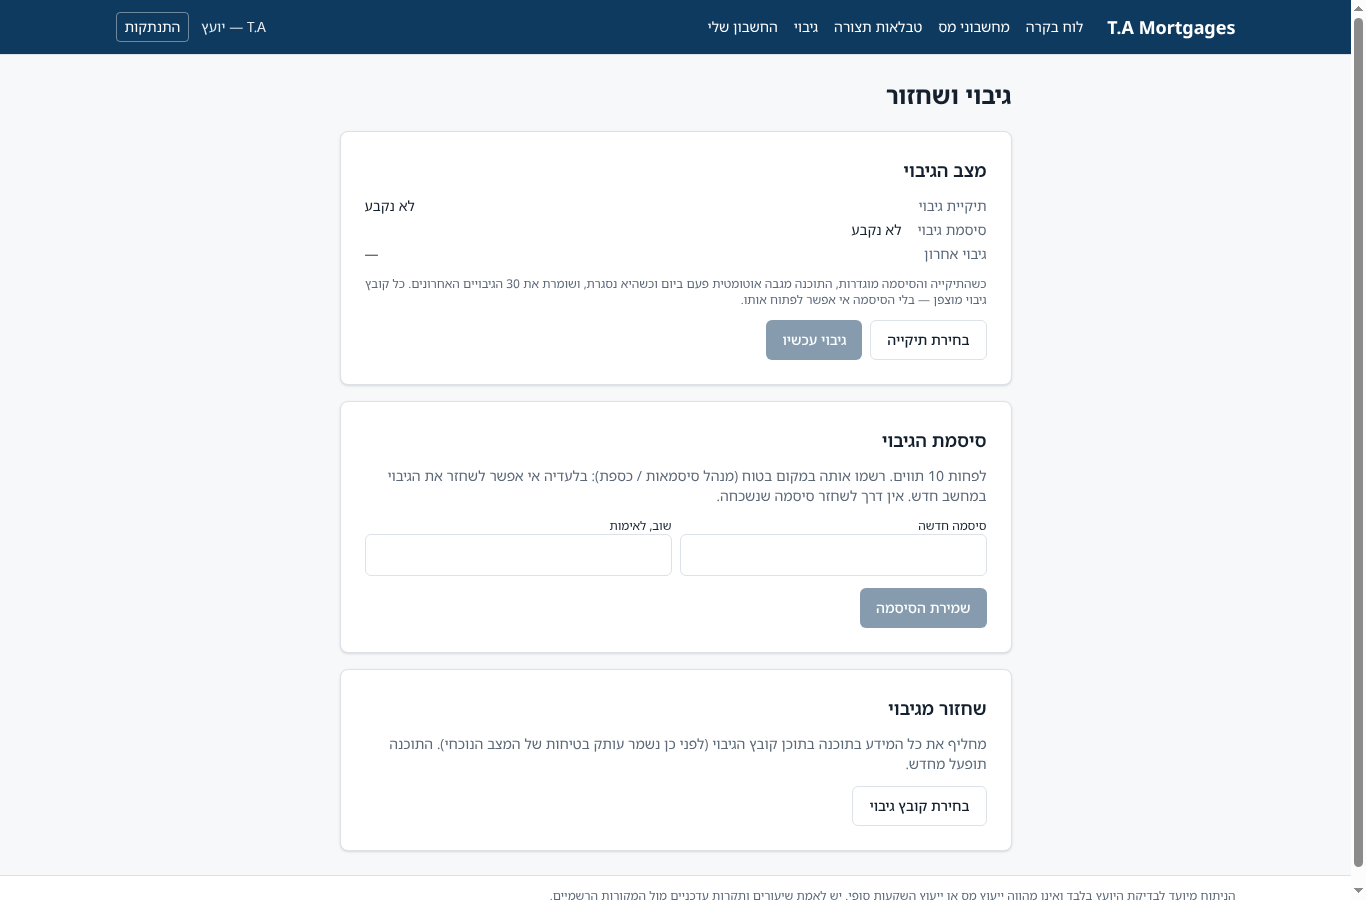 T.A Mortgages
לוח בקרה
מחשבוני מס
טבלאות תצורה
גיבוי
החשבון שלי
T.A — יועץ
התנתקות
גיבוי ושחזור
מצב הגיבוי
תיקיית גיבוי
לא נקבע
סיסמת גיבוי
לא נקבע
גיבוי אחרון
—
כשהתיקייה והסיסמה מוגדרות, התוכנה מגבה אוטומטית פעם ביום וכשהיא נסגרת, ושומרת את 30 הגיבויים האחרונים. כל קובץ
גיבוי מוצפן — בלי הסיסמה אי אפשר לפתוח אותו.
בחירת תיקייה
גיבוי עכשיו
סיסמת הגיבוי
לפחות 10 תווים. רשמו אותה במקום בטוח (מנהל סיסמאות / כספת): בלעדיה אי אפשר לשחזר את הגיבוי
במחשב חדש. אין דרך לשחזר סיסמה שנשכחה.
סיסמה חדשה
שוב, לאימות
שמירת הסיסמה
שחזור מגיבוי
מחליף את כל המידע בתוכנה בתוכן קובץ הגיבוי (לפני כן נשמר עותק בטיחות של המצב הנוכחי). התוכנה
תופעל מחדש.
בחירת קובץ גיבוי
הניתוח מיועד לבדיקת היועץ בלבד ואינו מהווה ייעוץ מס או ייעוץ השקעות סופי. יש לאמת שיעורים ותקרות עדכניים מול המקורות הרשמיים.